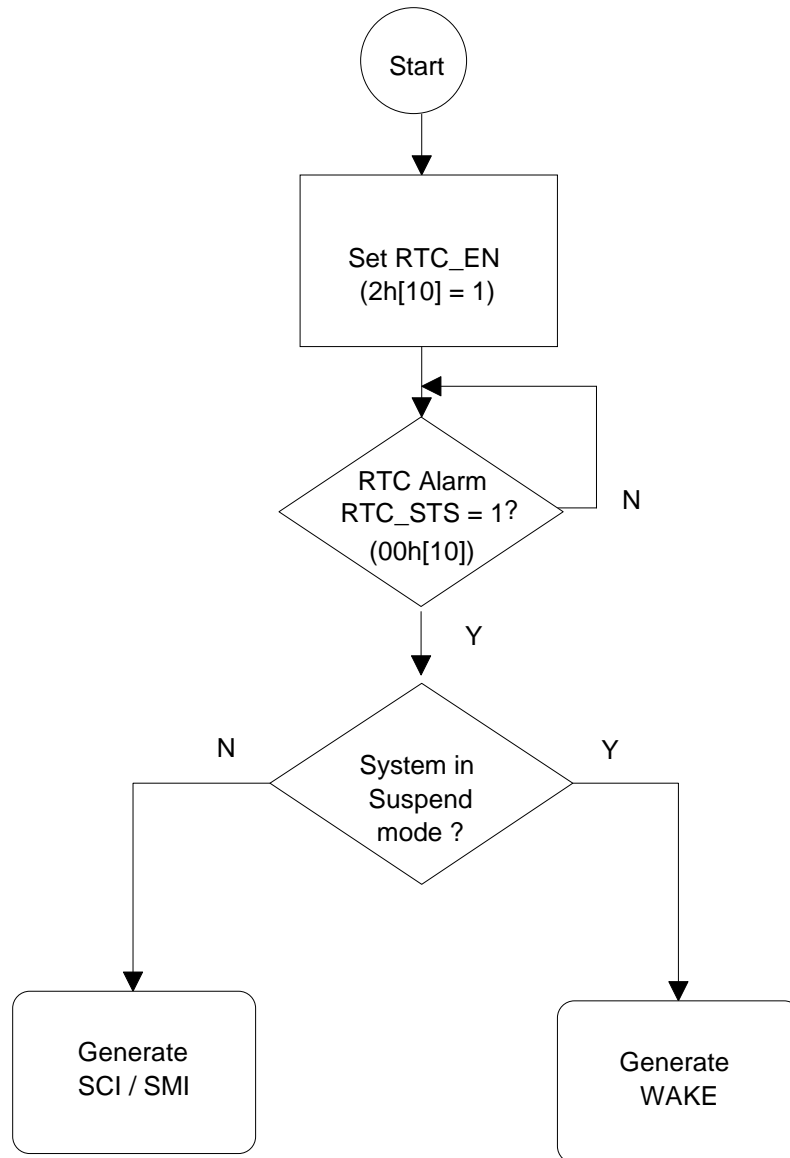 Start
Set RTC_EN
(2h[10] = 1)
RTC Alarm
RTC_STS = 1?
(00h[10])
N
Y
N
Y
System in
Suspend
mode ?
Generate
SCI / SMI
Generate
WAKE